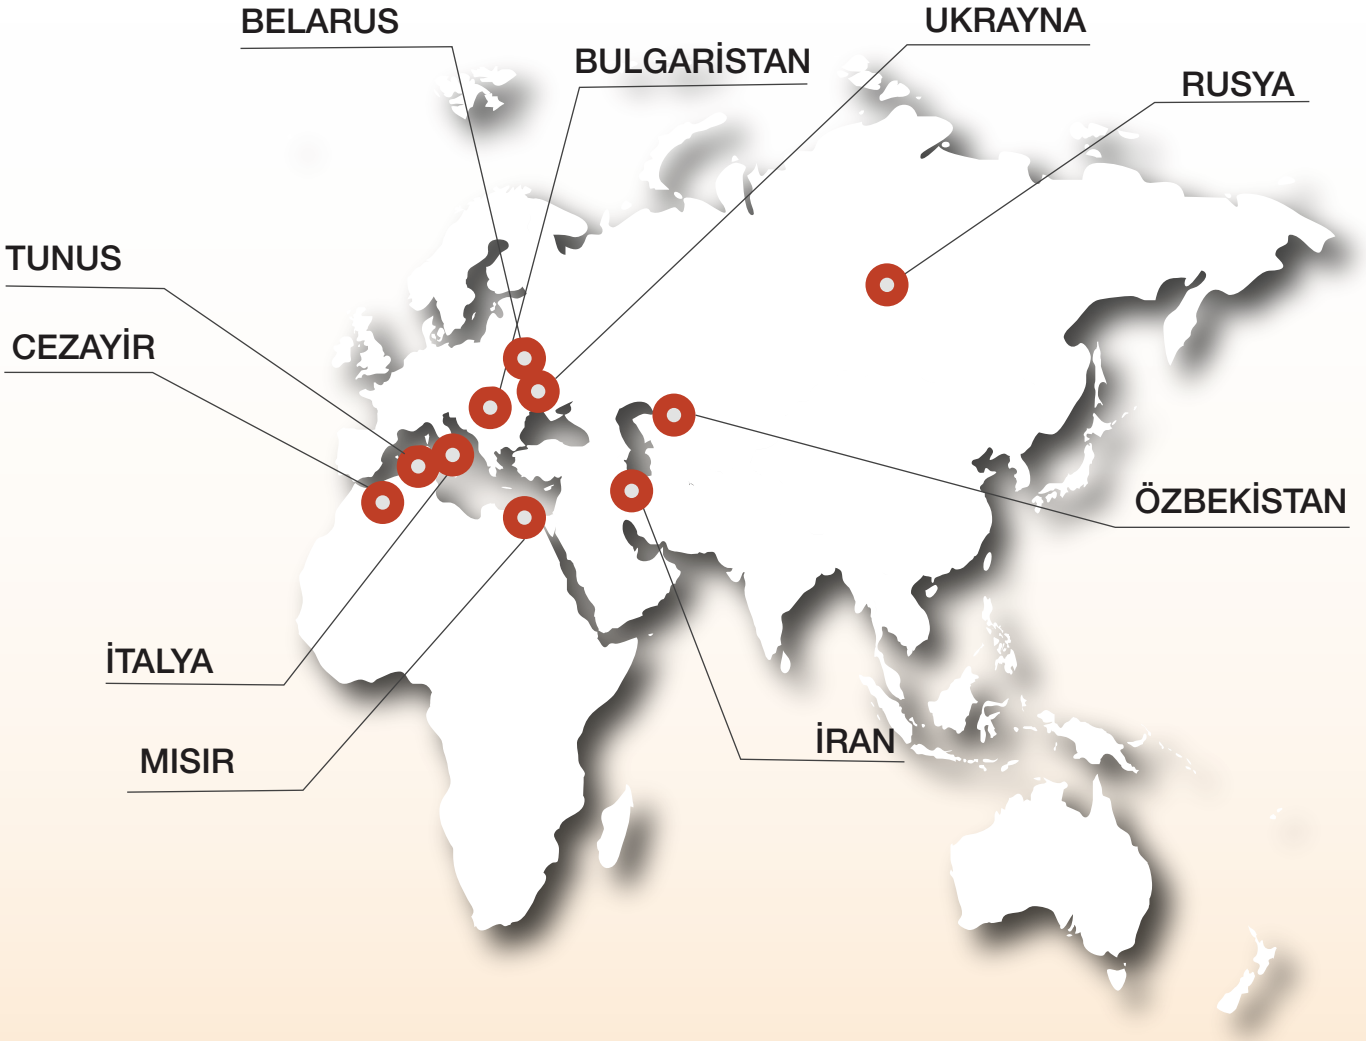 BELARUS
UKRAYNA
BULGARİSTAN
RUSYA
TUNUS
CEZAYİR
ÖZBEKİSTAN
İTALYA
İRAN
MISIR